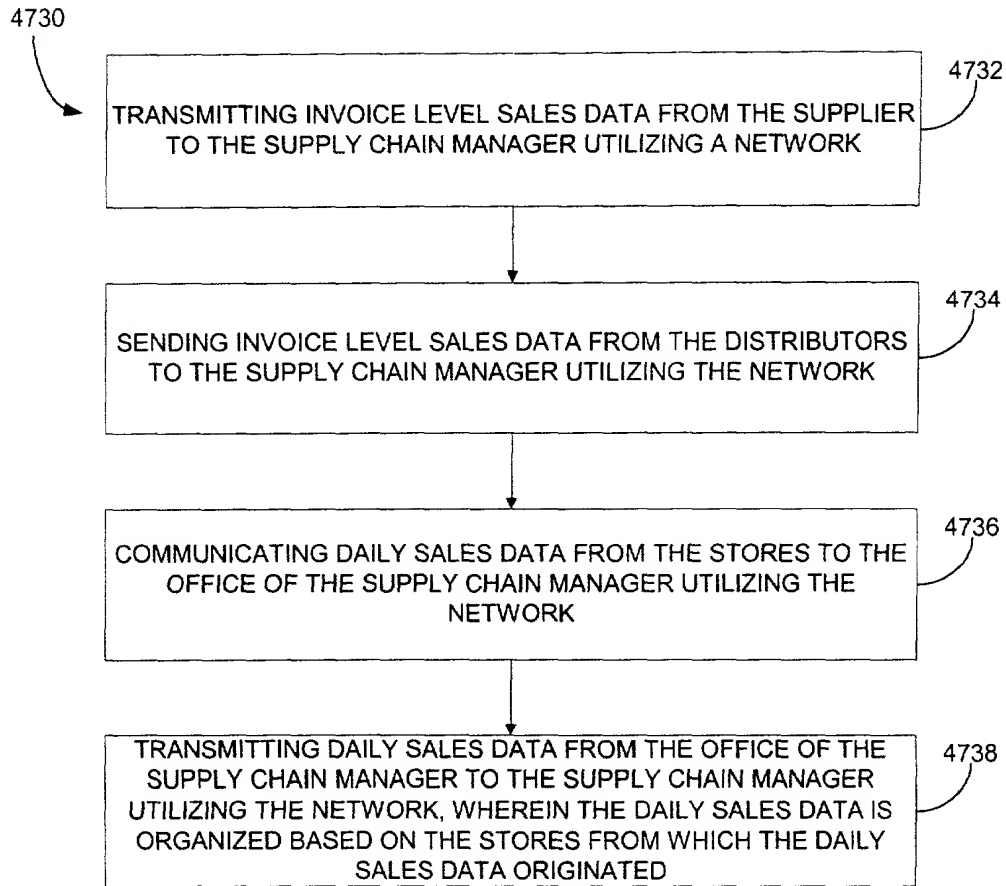 4730
4732
TRANSMITTING INVOICE LEVEL SALES DATA FROM THE SUPPLIER
TO THE SUPPLY CHAIN MANAGER UTILIZING A NETWORK
4734
SENDING INVOICE LEVEL SALES DATA FROM THE DISTRIBUTORS
TO THE SUPPLY CHAIN MANAGER UTILIZING THE NETWORK
4736
COMMUNICATING DAILY SALES DATA FROM THE STORES TO THE
OFFICE OF THE SUPPLY CHAIN MANAGER UTILIZING THE
NETWORK
4738
TRANSMITTING DAILY SALES DATA FROM THE OFFICE OF THE
SUPPLY CHAIN MANAGER TO THE SUPPLY CHAIN MANAGER
UTILIZING THE NETWORK, WHEREIN THE DAILY SALES DATA IS
ORGANIZED BASED ON THE STORES FROM WHICH THE DAILY
SALES DATA ORIGINATED